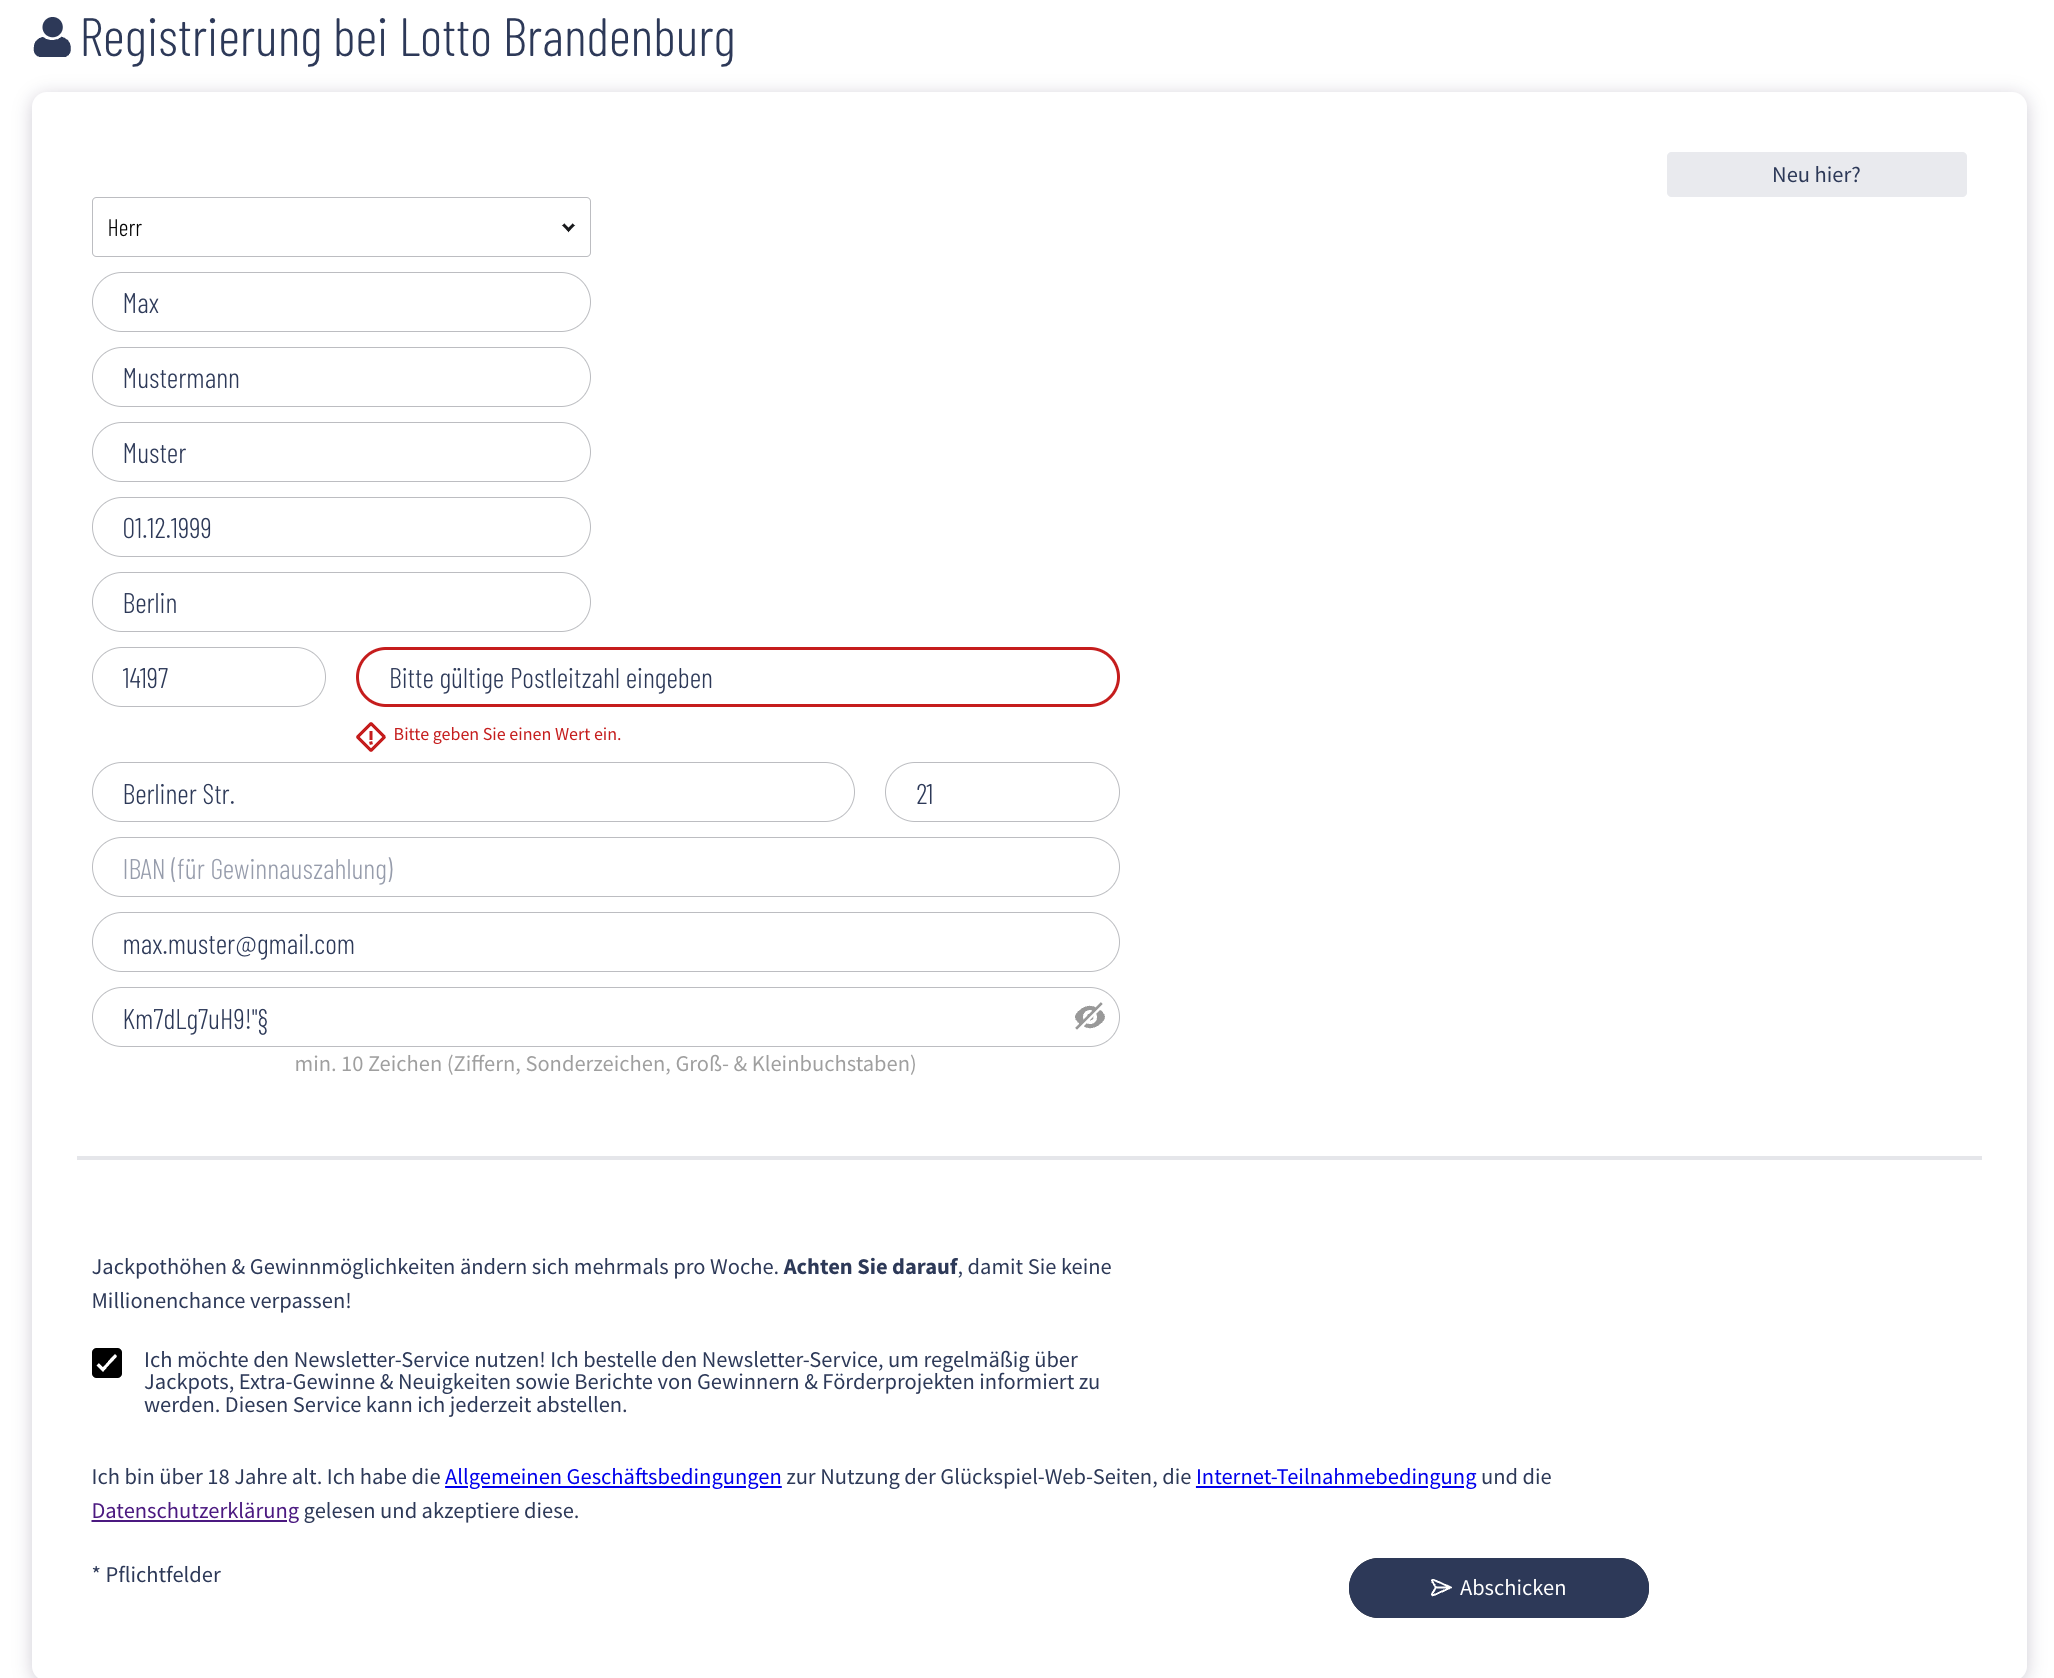 Registrierung bei Lotto Brandenburg
Neu hier?
Herr
Max
Mustermann
Muster
01.12.1999
Berlin
14197
Bitte gültige Postleitzahl eingeben
Bitte geben Sie einen Wert ein.
Berliner Str.
21
IBAN (für Gewinnauszahlung)
max.muster@gmail.com
Km7dLg7uH9!"§
min. 10 Zeichen (Ziffern, Sonderzeichen, Groß- & Kleinbuchstaben)
Jackpothöhen & Gewinnmöglichkeiten ändern sich mehrmals pro Woche. Achten Sie darauf, damit Sie keine
Millionenchance verpassen!
Ich möchte den Newsletter-Service nutzen! Ich bestelle den Newsletter-Service, um regelmäßig über
Jackpots, Extra-Gewinne & Neuigkeiten sowie Berichte von Gewinnern & Förderprojekten informiert zu
werden. Diesen Service kann ich jederzeit abstellen.
Ich bin über 18 Jahre alt. Ich habe die Allgemeinen Geschäftsbedingungen zur Nutzung der Glückspiel-Web-Seiten, die Internet-Teilnahmebedingung und die
Datenschutzerklärung gelesen und akzeptiere diese.
* Pflichtfelder
Abschicken